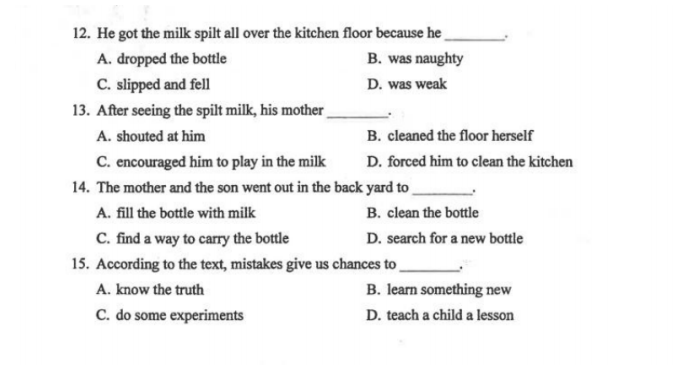 12. He got the milk spilt all over the kitchen floor because he ________.
A. dropped the bottle B. was naughty
C. slipped and fell D. was weak
13. After seeing the spilt milk, his mother ________.
A. shouted at him B. cleaned the floor herself
C. encouraged him to play in the milk D. forced him to clean the kitchen
14. The mother and the son went out in the back yard to ________.
A. fill the bottle with milk B. clean the bottle
C. find a way to carry the bottle D. search for a new bottle
15. According to the text, mistakes give us chances to ________.
A. know the truth B. learn something new
C. do some experiments D. teach a child a lesson